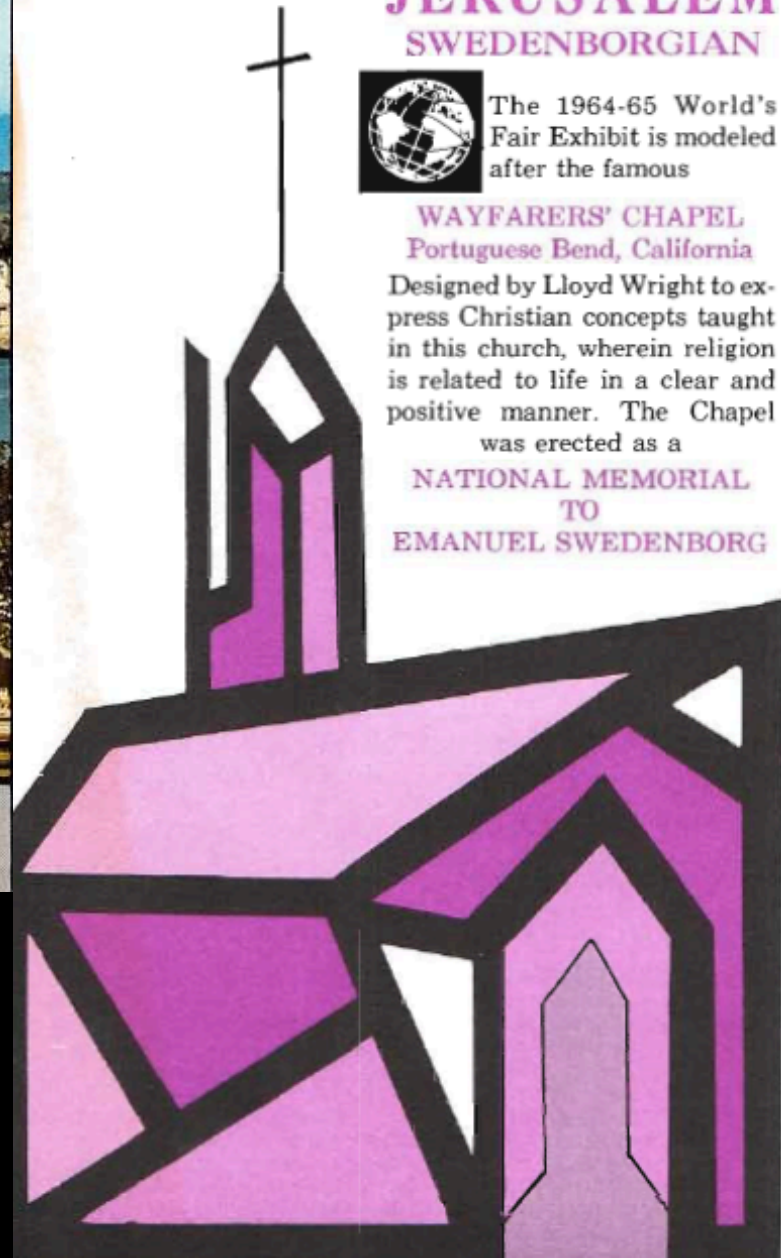 JERUSALEM
SWEDENBORGIAN
The 1964-65 World's
Fair Exhibit is modeled
after the famous
WAYFARERS' CHAPEL
Portuguese Bend, California
Designed by Lloyd Wright to ex-
press Christian concepts taught
in this church, wherein religion
is related to life in a clear and
positive manner. The Chapel
was erected as a
NATIONAL MEMORIAL
TO
EMANUEL SWEDENBORG